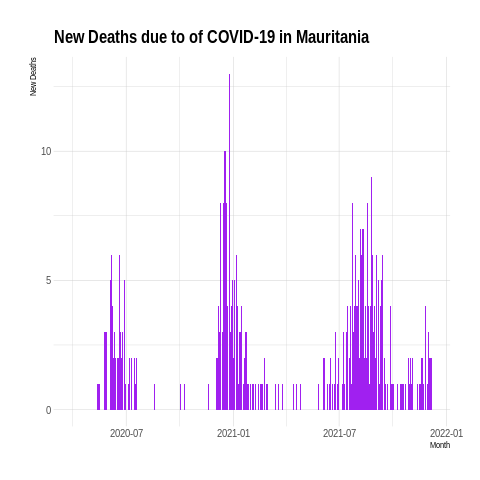 New Deaths due to of COVID-19 in Mauritania
New Deaths
10
5
0
2020-07
2021-01
2021-07
2022-01
Month